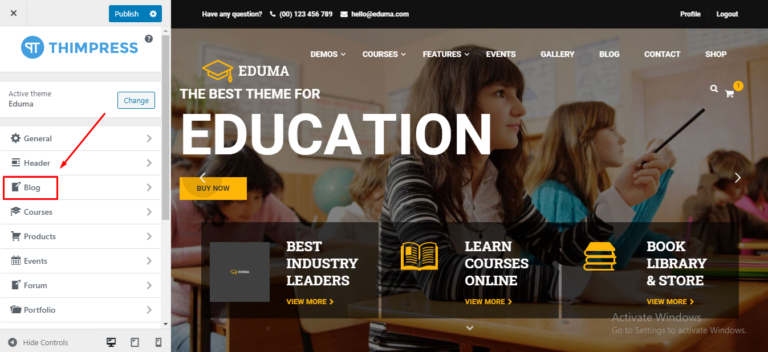 Publish
THIMPRESS
Active theme
Eduma
Change
General
Header
Blog
Courses
Products
Events
Forum
Portfolio
Hide Controls
Have any question? (00) 123 456 789 hello@eduma.com Profile Logout
EDUMA
DEMOS COURSES FEATURES EVENTS GALLERY BLOG CONTACT SHOP
1
THE BEST THEME FOR
EDUCATION
BUY NOW
EDUMA
BEST
INDUSTRY
LEADERS
VIEW MORE
LEARN
COURSES
ONLINE
VIEW MORE
BOOK
LIBRARY
& STORE
VIEW MORE
Activate Windows
Go to Settings to activate Windows.